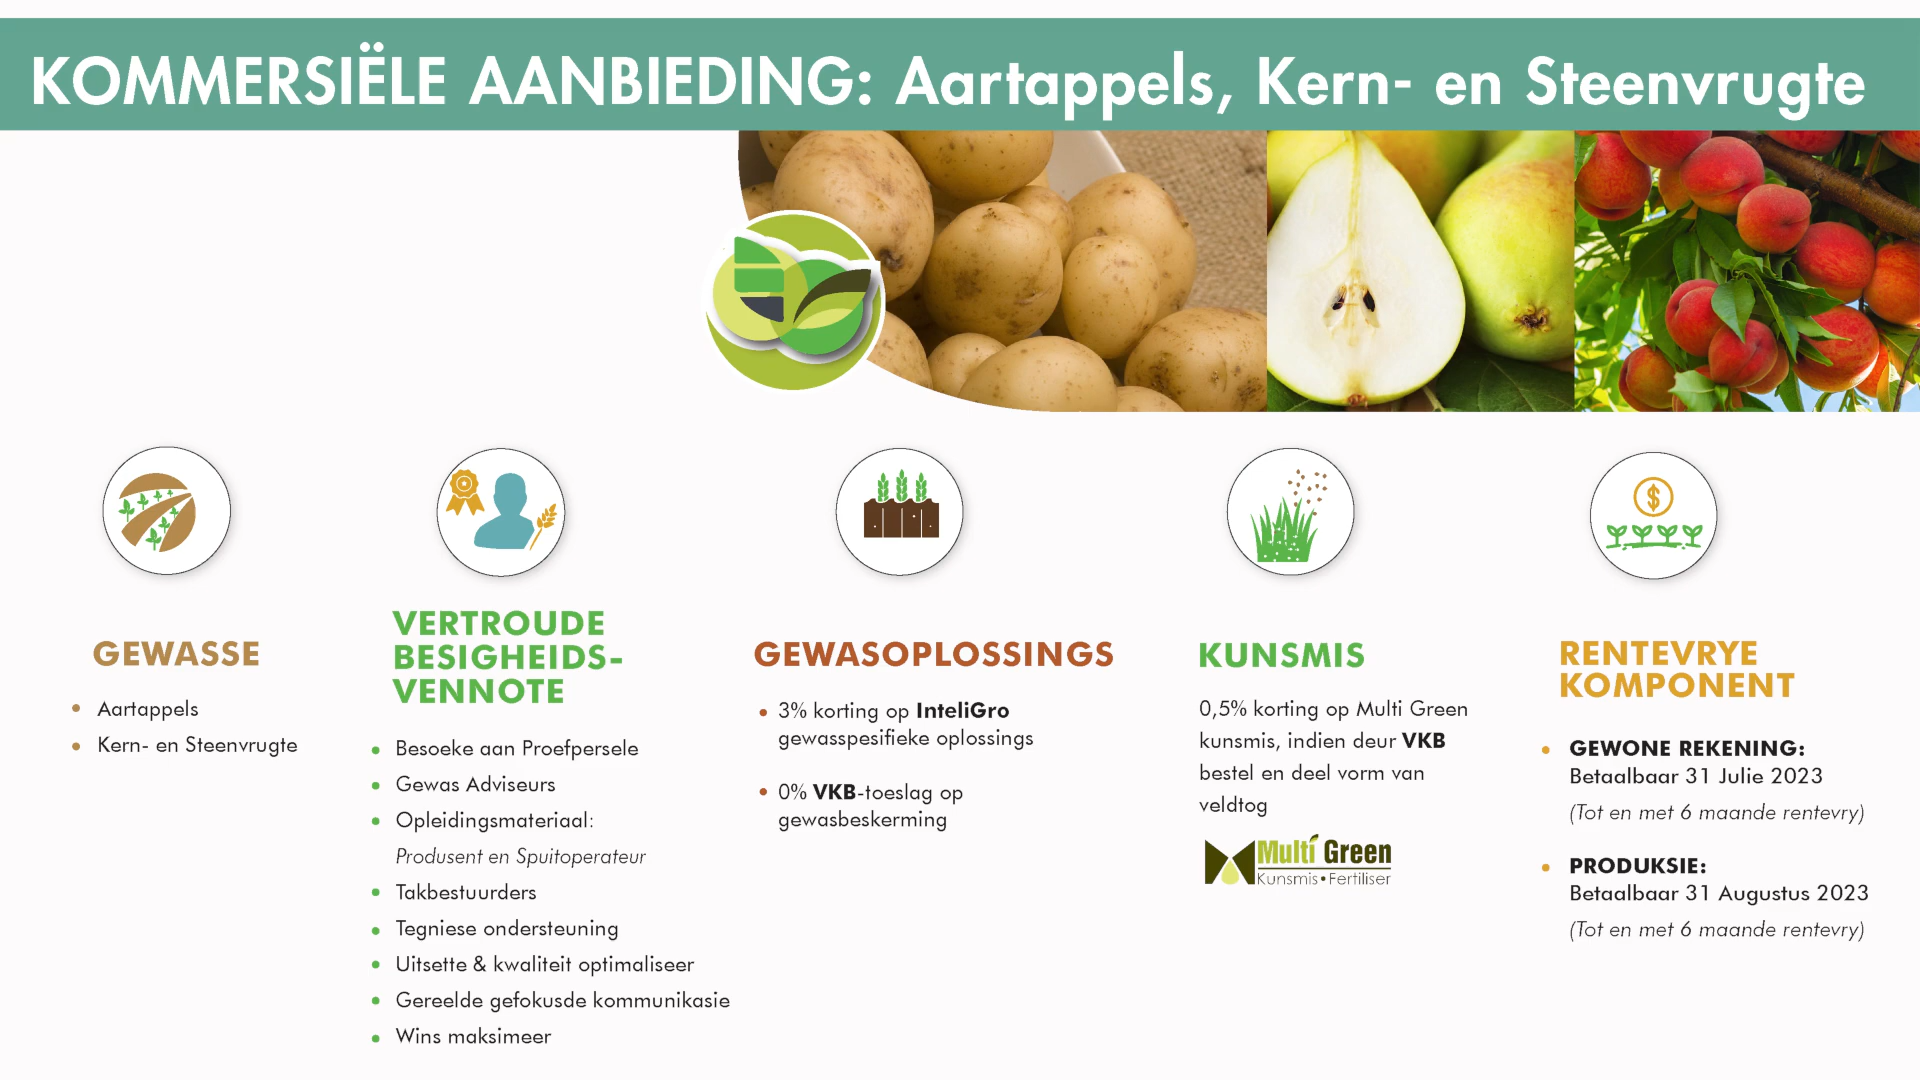 KOMMERSIËLE AANBIEDING: Aartappels, Kern- en Steenvrugte
GEWASSE
• Aartappels
• Kern- en Steenvrugte
VERTROUDE
BESIGHEIDS-
VENNOTE
• Besoeke aan Proefpersele
• Gewas Adviseurs
• Opleidingsmateriaal:
Produsent en Spuitoperateur
• Takbestuurders
• Tegniese ondersteuning
• Uitsette & kwaliteit optimaliseer
• Gereelde gefokusde kommunikasie
• Wins maksimeer
GEWASOPLOSSINGS
• 3% korting op InteliGro
gewasspesifieke oplossings
• 0% VKB-toeslag op
gewasbeskerming
KUNSMIS
0,5% korting op Multi Green
kunsmis, indien deur VKB
bestel en deel vorm van
veldtog
Multi Green
Kunsmis • Fertiliser
RENTEVRYE
KOMPONENT
• GEWONE REKENING:
Betaalbaar 31 Julie 2023
(Tot en met 6 maande rentevry)
• PRODUKSIE:
Betaalbaar 31 Augustus 2023
(Tot en met 6 maande rentevry)